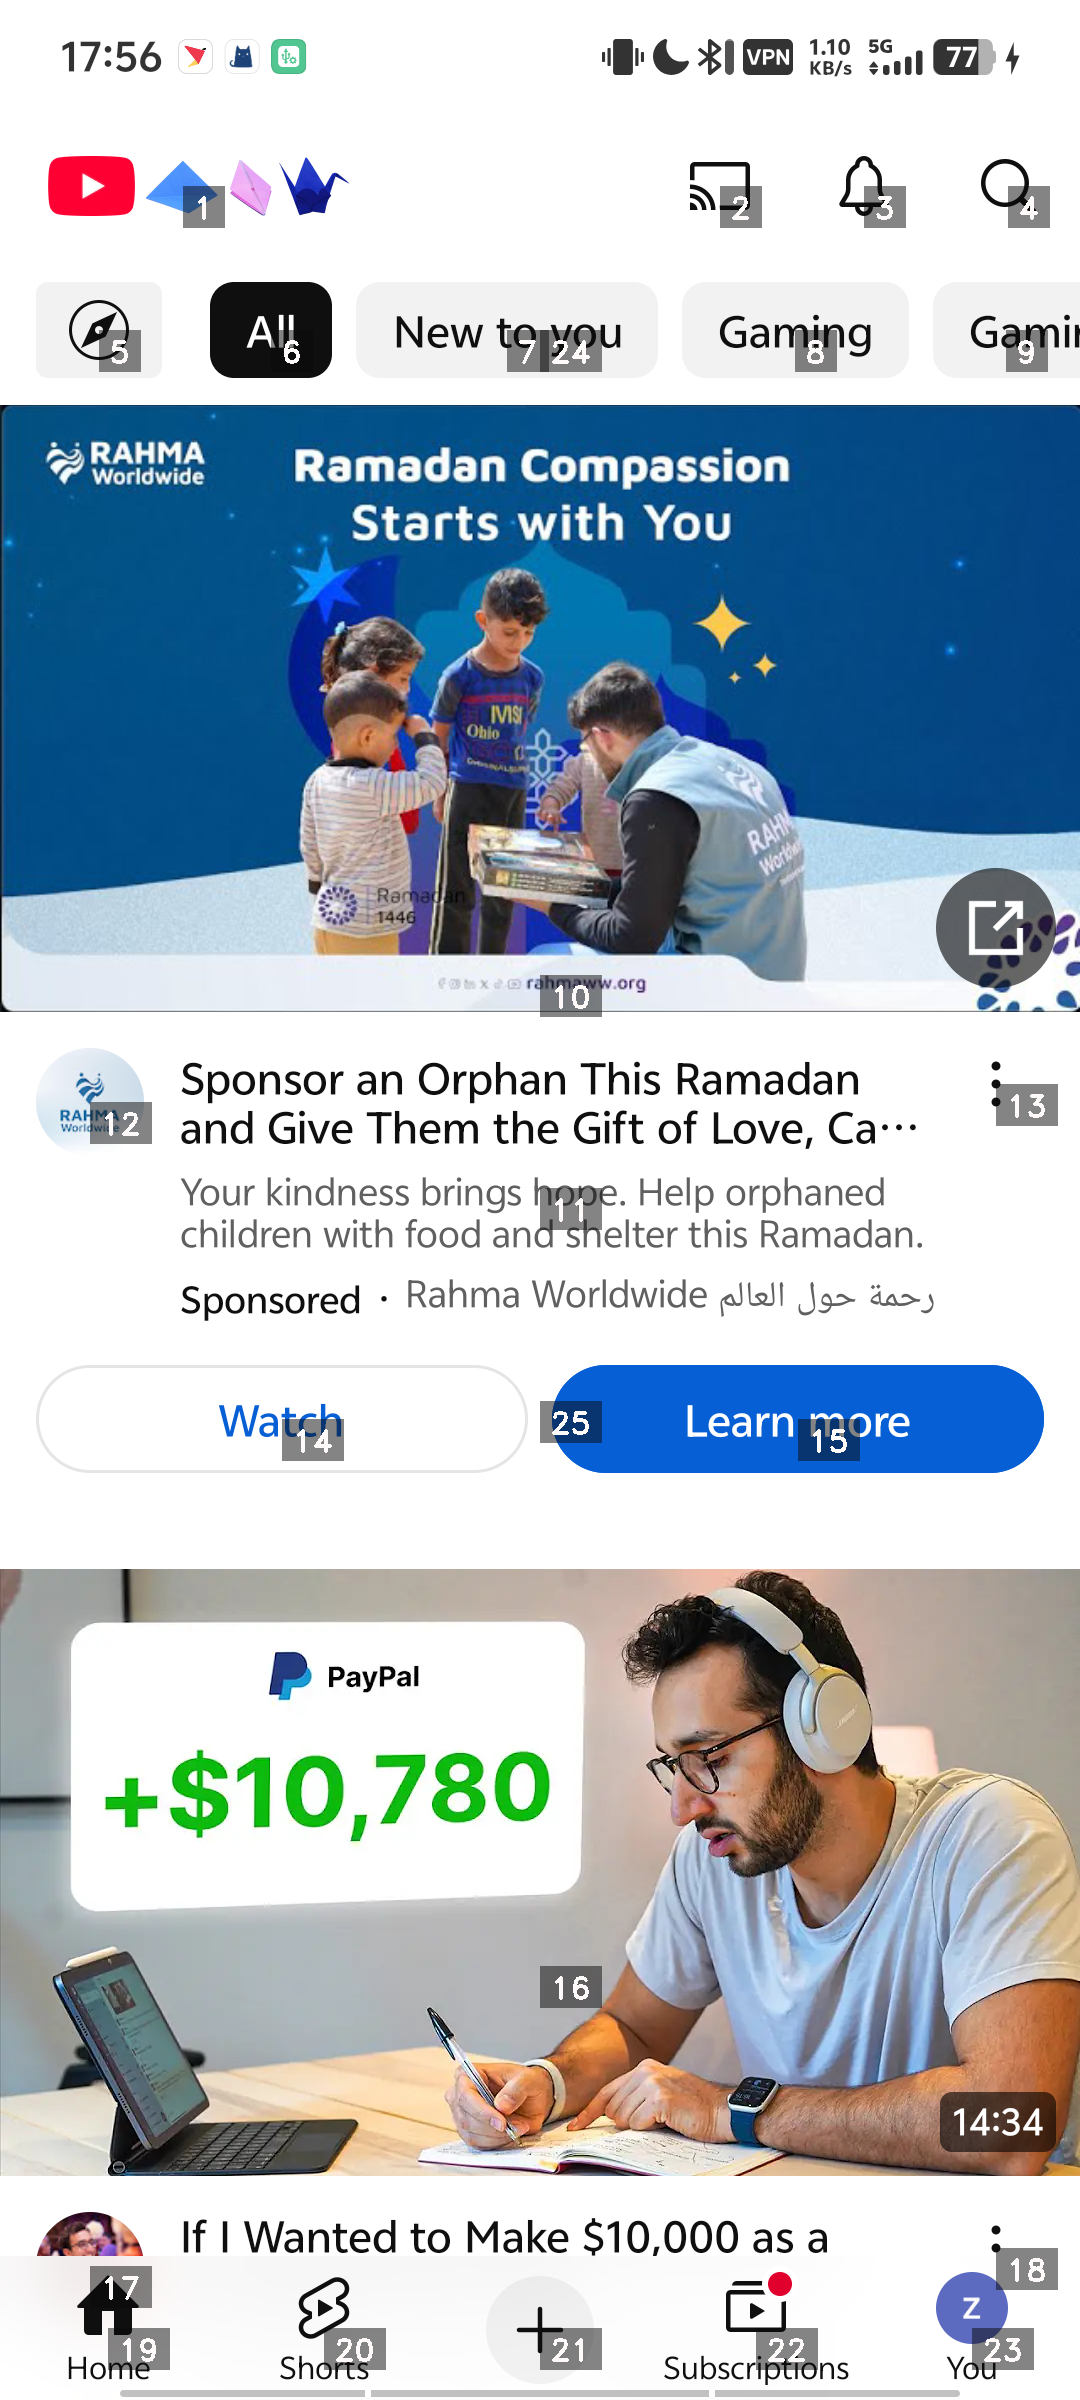 17:56
VPN
1.10
KB/s
5G
77
1
2
3
4
All
New to you
Gaming
5
6
7
24
8
9
RAHMA
Worldwide
Ramadan Compassion
Starts with You
Ohio
RAHMA
Ramadan
1446
rahmaww.org
10
RAHMA
Worldwide
12
Sponsor an Orphan This Ramadan
and Give Them the Gift of Love, Ca...
13
Your kindness brings hope. Help orphaned
children with food and shelter this Ramadan.
11
Sponsored · Rahma Worldwide رحمة حول العالم
Watch
14
25
Learn more
15
PayPal
+$10,780
16
14:34
If I Wanted to Make $10,000 as a
17
18
Z
Home
19
Shorts
20
21
Subscriptions
22
You
23